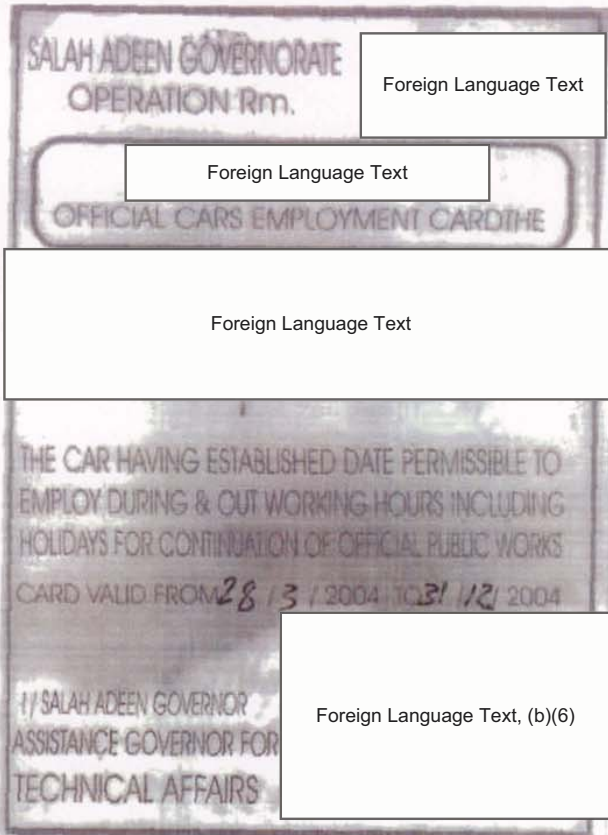 SALAH ADEEN GOVERNORATE
OPERATION Rm.
Foreign Language Text
Foreign Language Text
OFFICIAL CARS EMPLOYMENT CARDTHE
Foreign Language Text
THE CAR HAVING ESTABLISHED DATE PERMISSIBLE TO
EMPLOY DURING & OUT WORKING HOURS INCLUDING
HOLIDAYS FOR CONTINUATION OF OFFICIAL PUBLIC WORKS
CARD VALID FROM 28 / 3 / 2004 TO 31 / 12 / 2004
Foreign Language Text, (b)(6)
// SALAH ADEEN GOVERNOR
ASSISTANCE GOVERNOR FOR
TECHNICAL AFFAIRS